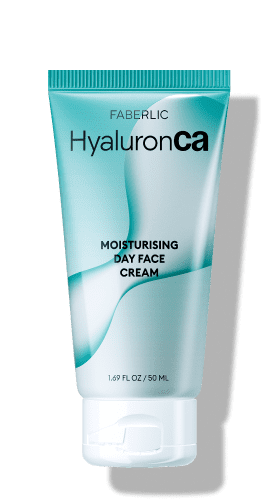 FABERLIC
HyaluronCa
MOISTURISING
DAY FACE
CREAM
1.69 FL OZ / 50 ML